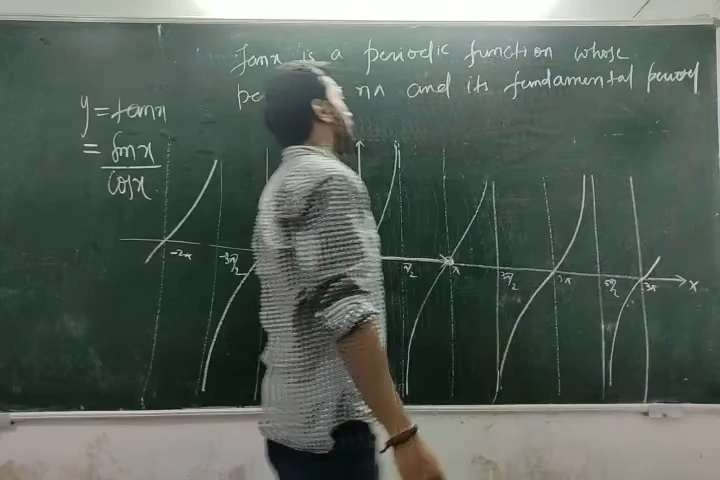 tanx is a periodic function whose
pe nπ and its fundamental period
y = tanx
= sinx
cosx
-2π
-3π/2
π/2
π
3π/2
2π
5π/2
3π
x